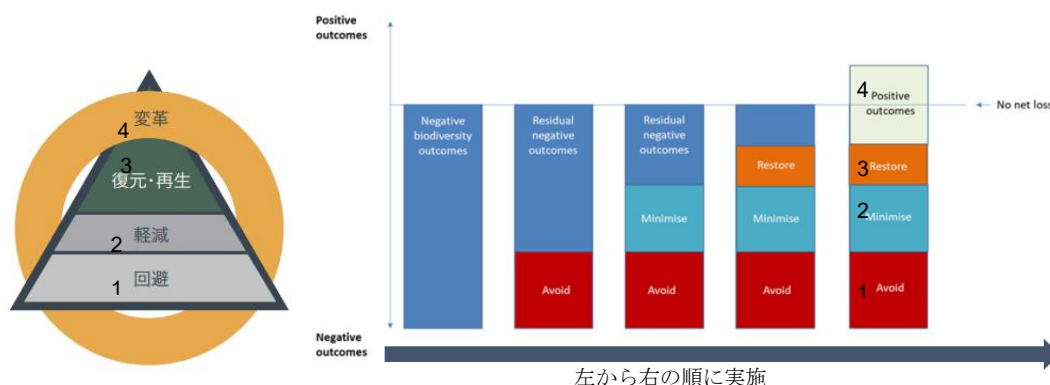 変革
4
3
復元・再生
2
軽減
1
回避
Positive
outcomes
Negative
biodiversity
outcomes
Residual
negative
outcomes
Avoid
Residual
negative
outcomes
Minimise
Avoid
Restore
Minimise
Avoid
4
Positive
outcomes
3
Restore
2
Minimise
1
Avoid
No net loss
Negative
outcomes
左から右の順に実施